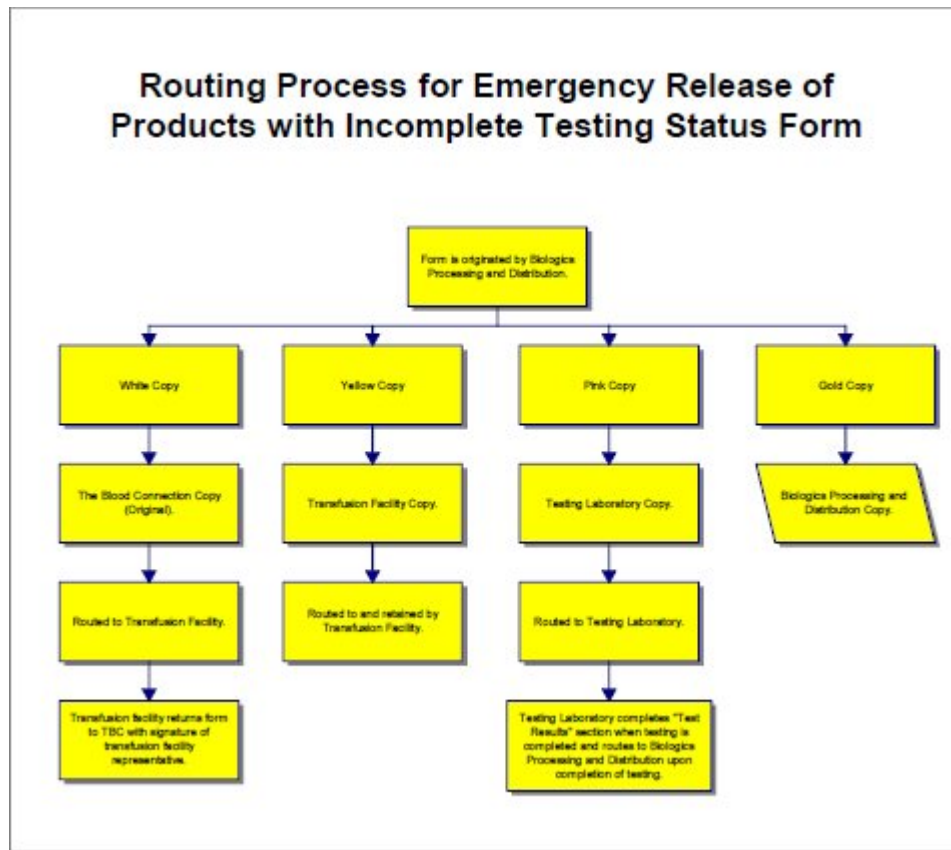 Routing Process for Emergency Release of
Products with Incomplete Testing Status Form
Form is originated by Biologics
Processing and Distribution.
White Copy
Yellow Copy
Pink Copy
Gold Copy
The Blood Connection Copy
(Original).
Transfusion Facility Copy.
Testing Laboratory Copy.
Biologics Processing and
Distribution Copy.
Routed to Transfusion Facility.
Routed to and retained by
Transfusion Facility.
Routed to Testing Laboratory.
Transfusion facility returns form
to TBC with signature of
transfusion facility
representative.
Testing Laboratory completes "Test
Results" section when testing is
completed and routes to Biologics
Processing and Distribution upon
completion of testing.